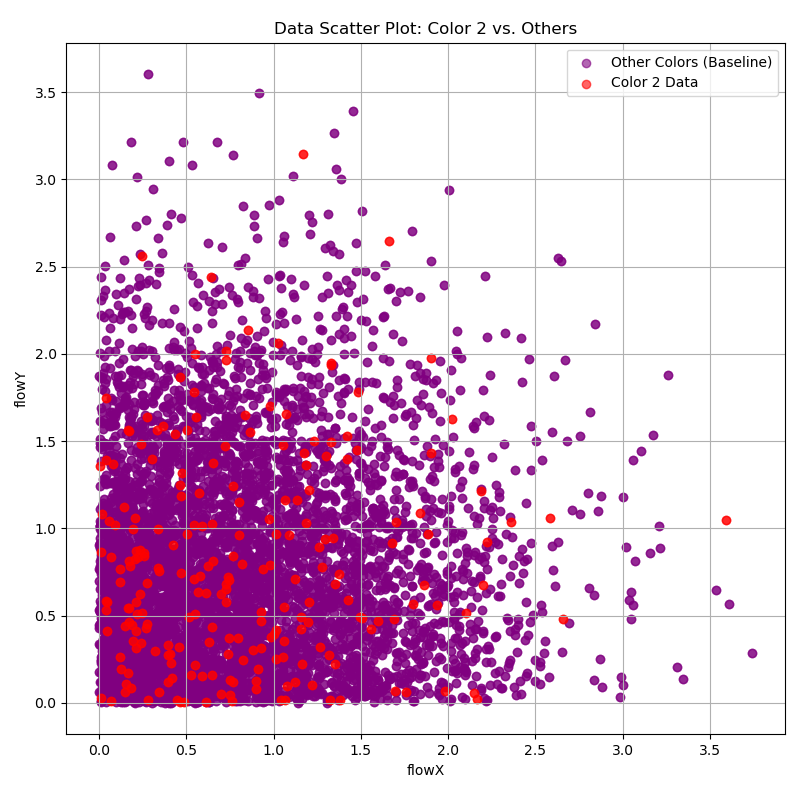 Data Scatter Plot: Color 2 vs. Others
Other Colors (Baseline)
Color 2 Data
flowY
3.5
3.0
2.5
2.0
1.5
1.0
0.5
0.0
0.0 0.5 1.0 1.5 2.0 2.5 3.0 3.5
flowX